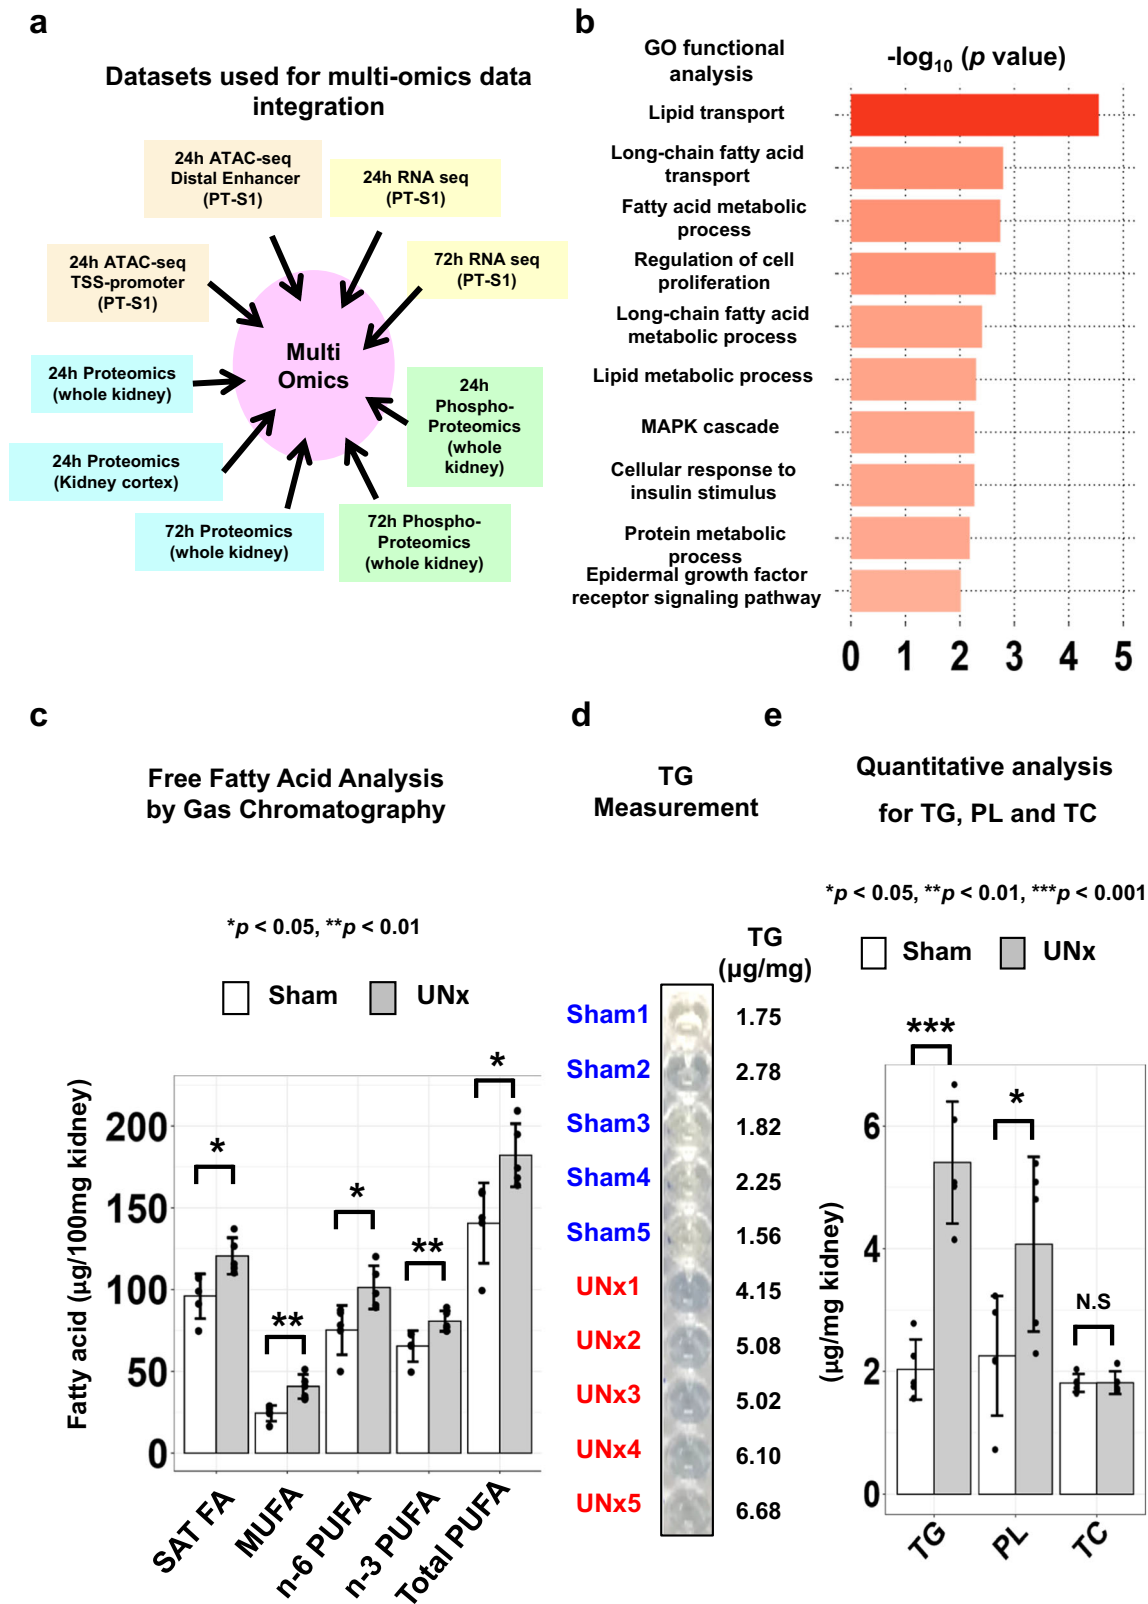 a
Datasets used for multi-omics data
integration
24h ATAC-seq
Distal Enhancer
(PT-S1)
24h RNA seq
(PT-S1)
24h ATAC-seq
TSS-promoter
(PT-S1)
72h RNA seq
(PT-S1)
Multi
Omics
24h Proteomics
(whole kidney)
24h
Phospho-
Proteomics
(whole
kidney)
24h Proteomics
(Kidney cortex)
72h Proteomics
(whole kidney)
72h Phospho-
Proteomics
(whole kidney)
b
GO functional
analysis
-log10 (p value)
Lipid transport
Long-chain fatty acid
transport
Fatty acid metabolic
process
Regulation of cell
proliferation
Long-chain fatty acid
metabolic process
Lipid metabolic process
MAPK cascade
Cellular response to
insulin stimulus
Protein metabolic
process
Epidermal growth factor
receptor signaling pathway
0 1 2 3 4 5
c
Free Fatty Acid Analysis
by Gas Chromatography
*p < 0.05, **p < 0.01
Sham UNx
Fatty acid (µg/100mg kidney)
200
150
100
50
0
*
**
*
**
*
SAT FA
MUFA
n-6 PUFA
n-3 PUFA
Total PUFA
d
TG
Measurement
TG
(µg/mg)
Sham1 1.75
Sham2 2.78
Sham3 1.82
Sham4 2.25
Sham5 1.56
UNx1 4.15
UNx2 5.08
UNx3 5.02
UNx4 6.10
UNx5 6.68
e
Quantitative analysis
for TG, PL and TC
*p < 0.05, **p < 0.01, ***p < 0.001
Sham UNx
(µg/mg kidney)
6
4
2
0
***
*
N.S
TG
PL
TC